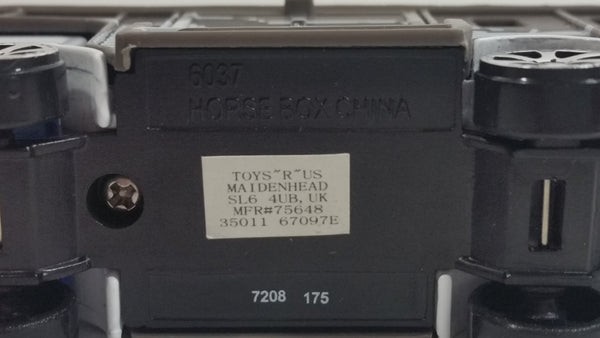 6037
HORSE BOX CHINA
TOYS"R"US
MAIDENHEAD
SL6 4UB, UK
MFR#75648
35011 67097E
7208 175